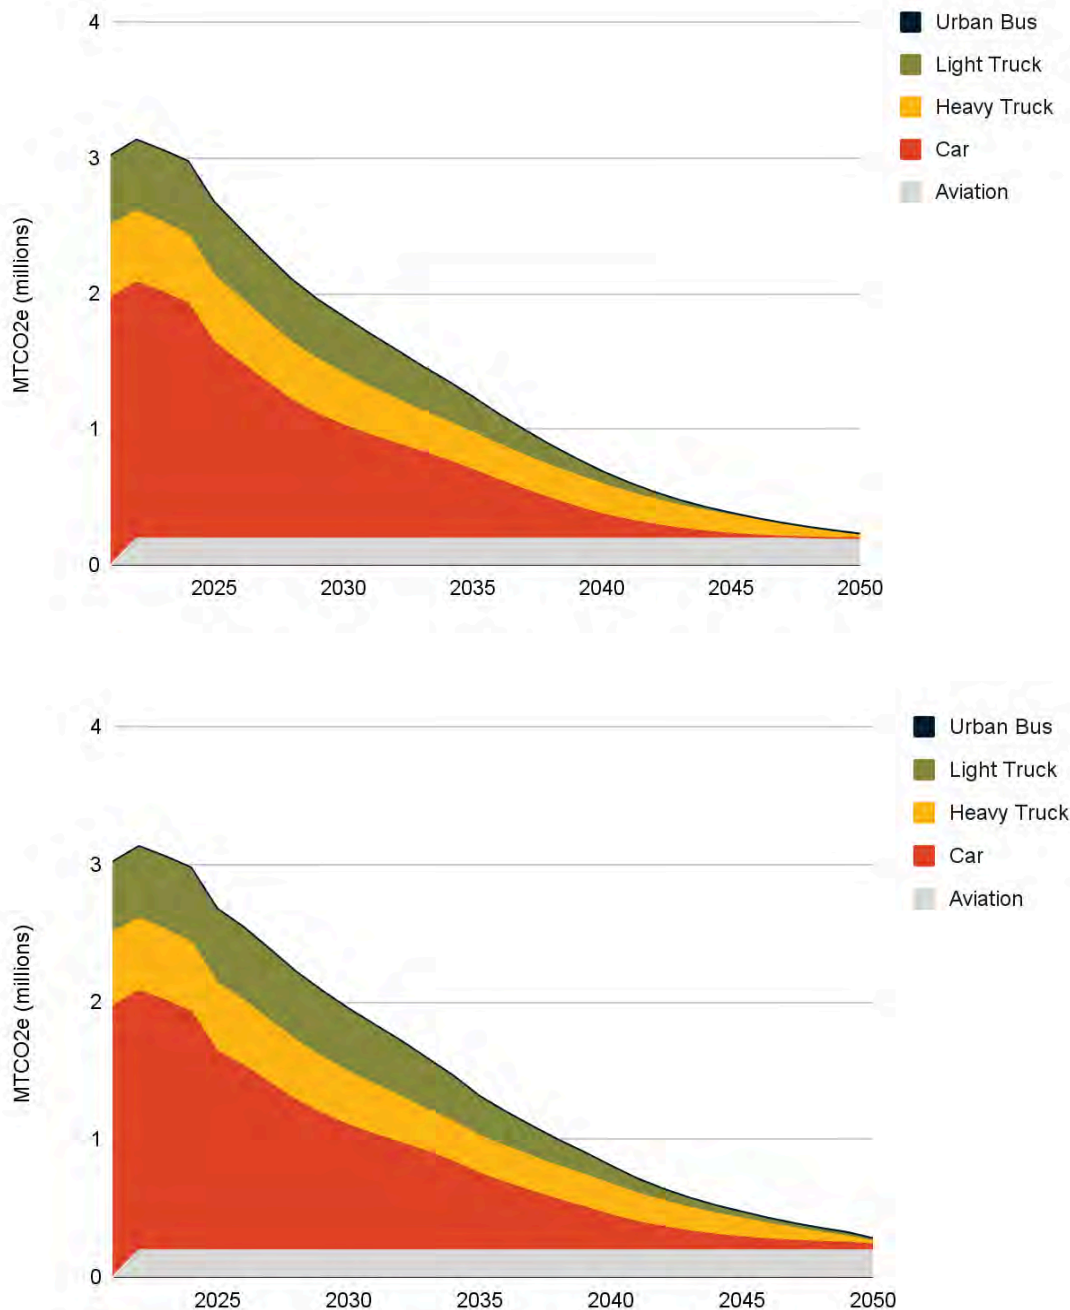 4
3
2
1
0
MTCO2e (millions)
2025 2030 2035 2040 2045 2050
Urban Bus
Light Truck
Heavy Truck
Car
Aviation
4
3
2
1
0
MTCO2e (millions)
2025 2030 2035 2040 2045 2050
Urban Bus
Light Truck
Heavy Truck
Car
Aviation